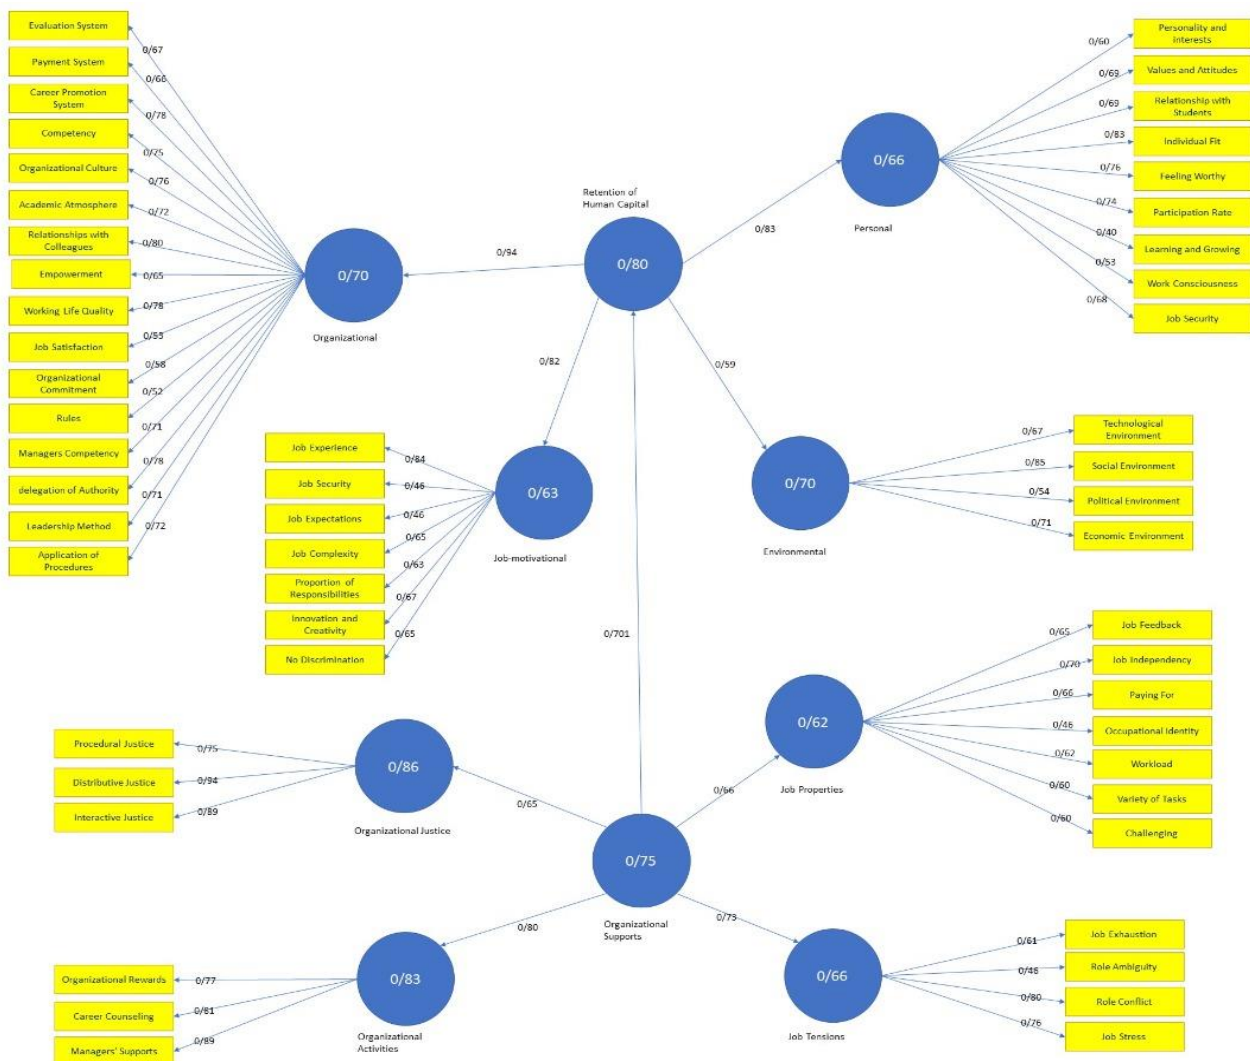 Evaluation System
0/67
Payment System
0/66
Career Promotion
System
0/78
Competency
0/75
Organizational Culture
0/76
Academic Atmosphere
0/72
Relationships with
Colleagues
0/80
Empowerment
0/65
Working Life Quality
0/78
Job Satisfaction
0/55
Organizational
Commitment
0/58
Rules
0/52
Managers Competency
0/71
delegation of Authority
0/78
Leadership Method
0/71
Application of
Procedures
0/72
0/70
Organizational
0/94
Retention of
Human Capital
0/80
0/83
0/66
Personal
0/60
Personality and
interests
0/69
Values and Attitudes
0/69
Relationship with
Students
0/83
Individual Fit
0/76
Feeling Worthy
0/74
Participation Rate
0/40
Learning and Growing
0/53
Work Consciousness
0/68
Job Security
0/82
0/59
Job Experience
0/84
Job Security
0/46
Job Expectations
0/46
Job Complexity
0/65
Proportion of
Responsibilities
0/63
Innovation and
Creativity
0/67
No Discrimination
0/65
0/63
Job-motivational
0/70
Environmental
0/67
Technological
Environment
0/85
Social Environment
0/54
Political Environment
0/71
Economic Environment
0/701
Procedural Justice
0/75
Distributive Justice
0/94
Interactive Justice
0/89
0/86
Organizational Justice
0/65
0/66
0/62
Job Properties
0/65
Job Feedback
0/70
Job Independency
0/66
Paying For
0/46
Occupational Identity
0/62
Workload
0/60
Variety of Tasks
0/60
Challenging
0/75
Organizational
Supports
0/80
0/73
Organizational Rewards
0/77
Career Counseling
0/81
Managers' Supports
0/89
0/83
Organizational
Activities
0/66
Job Tensions
0/61
Job Exhaustion
0/46
Role Ambiguity
0/80
Role Conflict
0/76
Job Stress